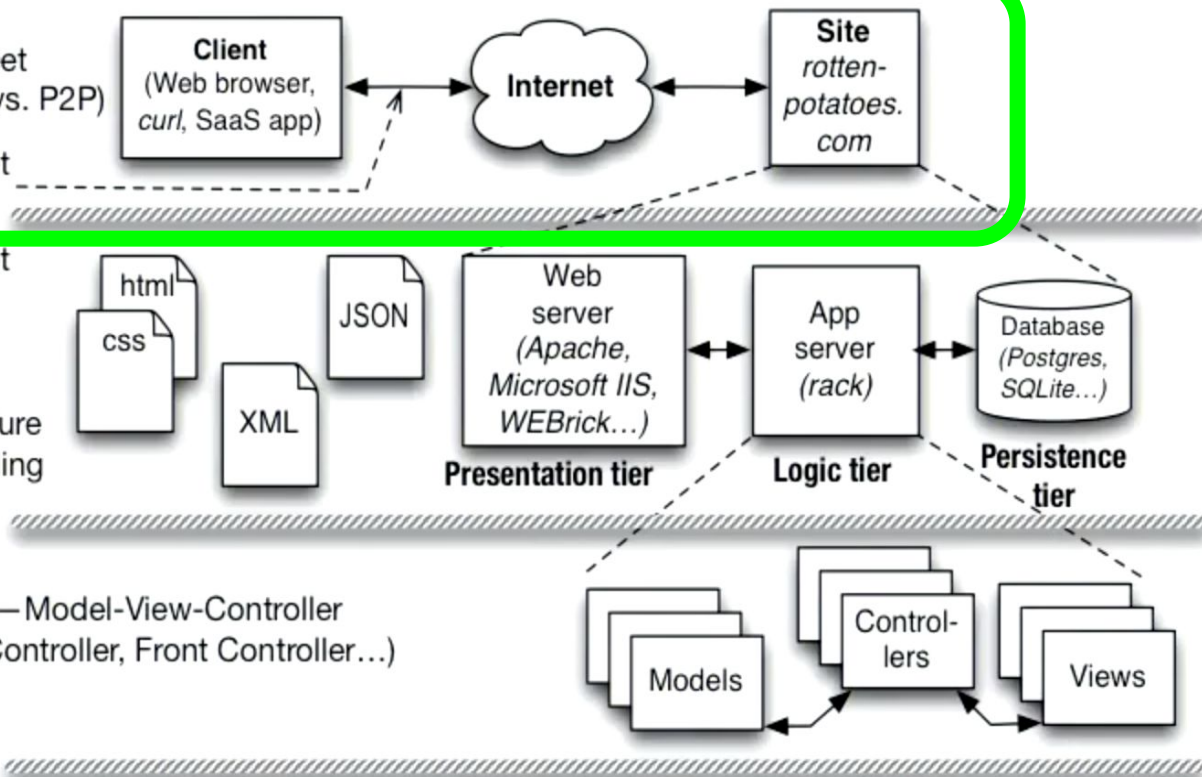 et
vs. P2P)
t
Client
(Web browser,
curl, SaaS app)
Internet
Site
rotten-
potatoes.
com
t
html
css
XML
JSON
Web
server
(Apache,
Microsoft IIS,
WEBrick...)
Presentation tier
App
server
(rack)
Logic tier
Database
(Postgres,
SQLite...)
Persistence
tier
ure
ing
—Model-View-Controller
Controller, Front Controller...)
Models
Control-
lers
Views